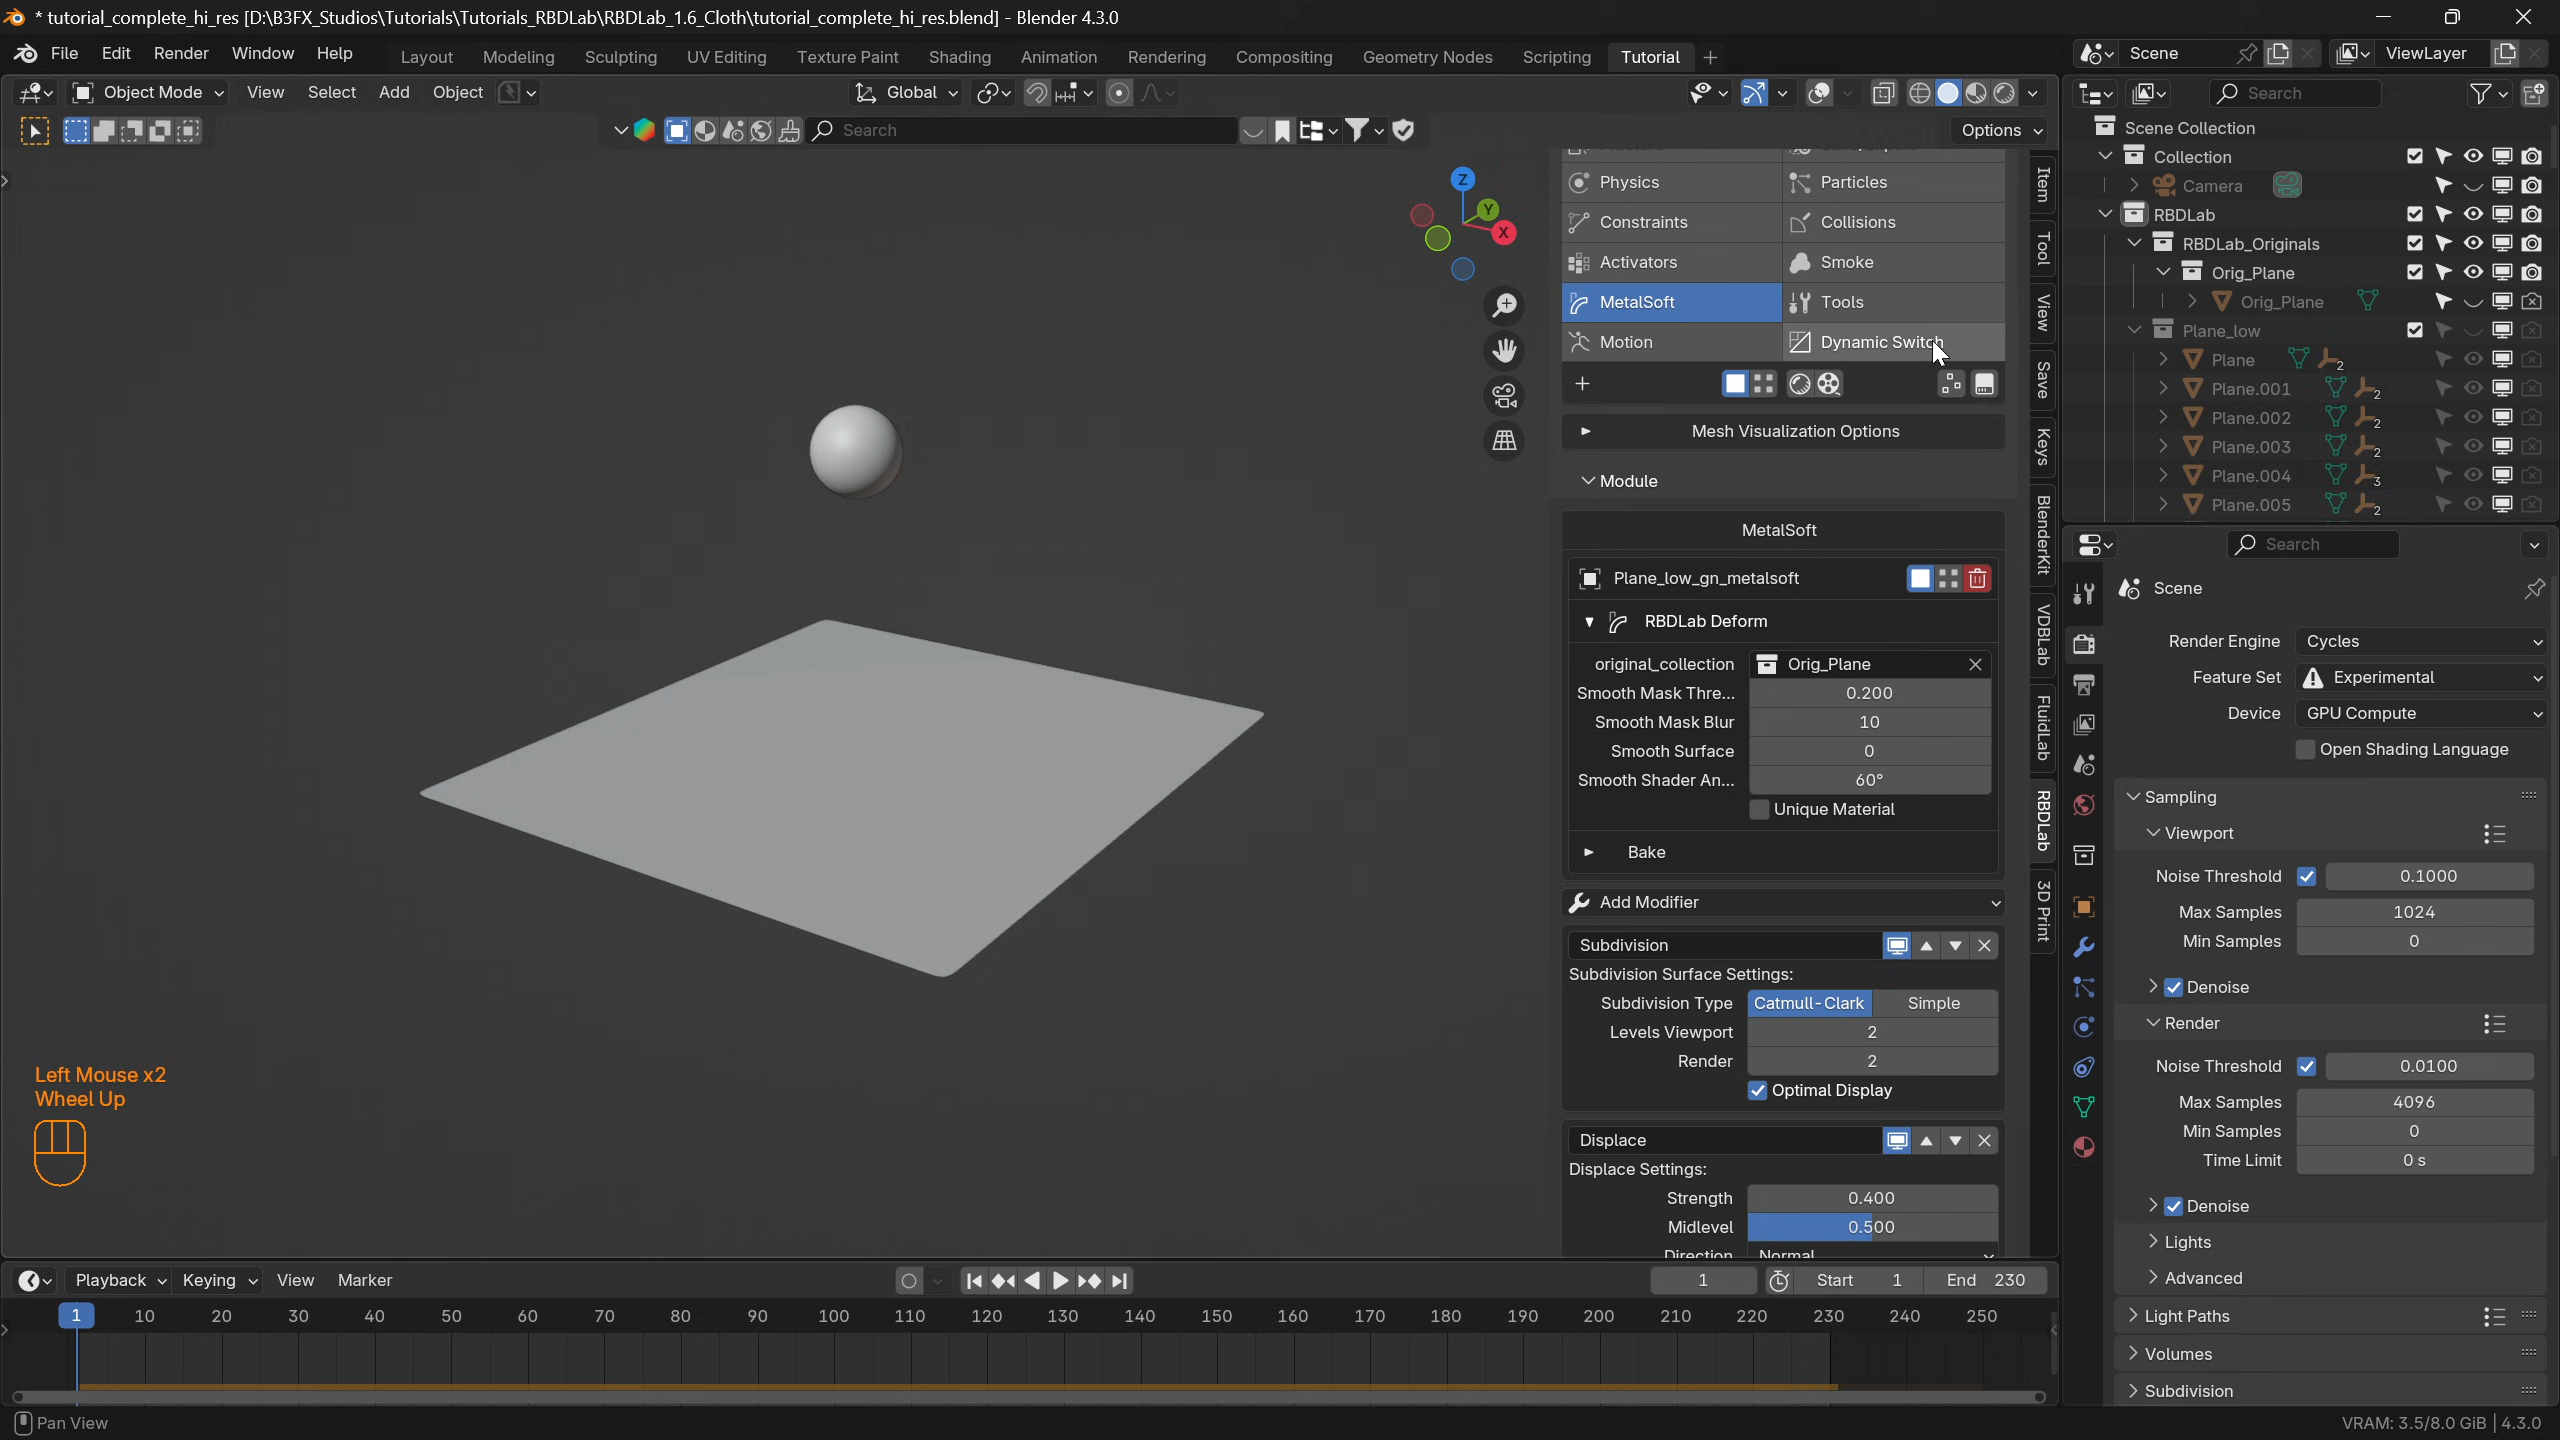 * tutorial_complete_hi_res [D:\B3FX_Studios\Tutorials\Tutorials_RBDLab\RBDLab_1.6_Cloth\tutorial_complete_hi_res.blend] - Blender 4.3.0
File Edit Render Window Help Layout Modeling Sculpting UV Editing Texture Paint Shading Animation Rendering Compositing Geometry Nodes Scripting Tutorial + Scene ViewLayer
Object Mode View Select Add Object Global Search
Search Options
Scene Collection
Collection
Camera
RBDLab
RBDLab_Originals
Orig_Plane
Orig_Plane
Plane_low
Plane 2
Plane.001 2
Plane.002 2
Plane.003 2
Plane.004 3
Plane.005 2
Z
Y
X
Physics Particles
Constraints Collisions
Activators Smoke
MetalSoft Tools
Motion Dynamic Switch
Mesh Visualization Options
Module
MetalSoft
Plane_low_gn_metalsoft
RBDLab Deform
original_collection Orig_Plane
Smooth Mask Thre... 0.200
Smooth Mask Blur 10
Smooth Surface 0
Smooth Shader An... 60°
Unique Material
Bake
Add Modifier
Subdivision
Subdivision Surface Settings:
Subdivision Type Catmull-Clark Simple
Levels Viewport 2
Render 2
Optimal Display
Displace
Displace Settings:
Strength 0.400
Midlevel 0.500
Direction Normal
Item
Tool
View
Save
Keys
BlenderKit
VDBLab
FluidLab
RBDLab
3D Print
Search
Scene
Render Engine Cycles
Feature Set Experimental
Device GPU Compute
Open Shading Language
Sampling
Viewport
Noise Threshold 0.1000
Max Samples 1024
Min Samples 0
Denoise
Render
Noise Threshold 0.0100
Max Samples 4096
Min Samples 0
Time Limit 0 s
Denoise
Lights
Advanced
Light Paths
Volumes
Subdivision
Left Mouse x2
Wheel Up
Playback Keying View Marker 1 Start 1 End 230
1 10 20 30 40 50 60 70 80 90 100 110 120 130 140 150 160 170 180 190 200 210 220 230 240 250
Pan View VRAM: 3.5/8.0 GiB | 4.3.0